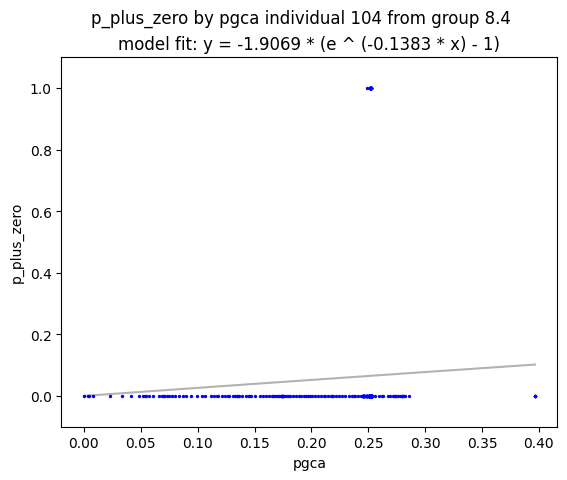 p_plus_zero by pgca individual 104 from group 8.4
model fit: y = -1.9069 * (e ^ (-0.1383 * x) - 1)
1.0
0.8
0.6
0.4
0.2
0.0
p_plus_zero
0.00 0.05 0.10 0.15 0.20 0.25 0.30 0.35 0.40
pgca